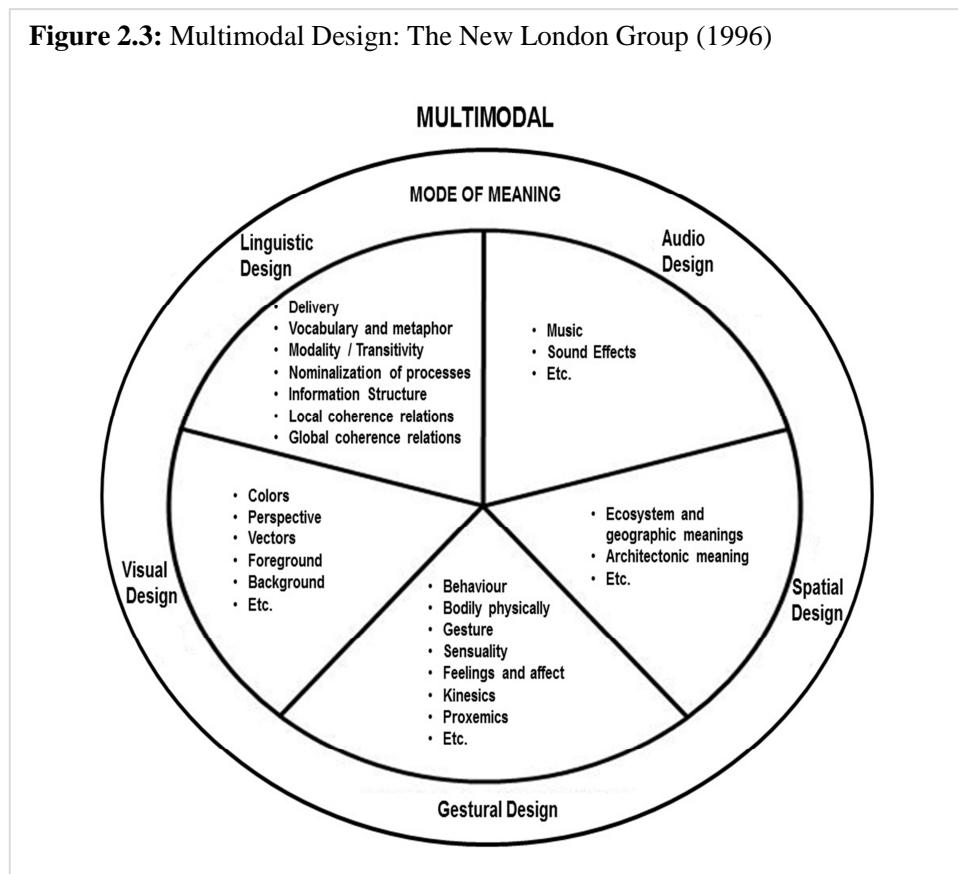 Figure 2.3: Multimodal Design: The New London Group (1996)
MULTIMODAL
MODE OF MEANING
Linguistic
Design
• Delivery
• Vocabulary and metaphor
• Modality / Transitivity
• Nominalization of processes
• Information Structure
• Local coherence relations
• Global coherence relations
Audio
Design
• Music
• Sound Effects
• Etc.
Visual
Design
• Colors
• Perspective
• Vectors
• Foreground
• Background
• Etc.
• Ecosystem and
geographic meanings
• Architectonic meaning
• Etc.
Spatial
Design
• Behaviour
• Bodily physically
• Gesture
• Sensuality
• Feelings and affect
• Kinesics
• Proxemics
• Etc.
Gestural Design